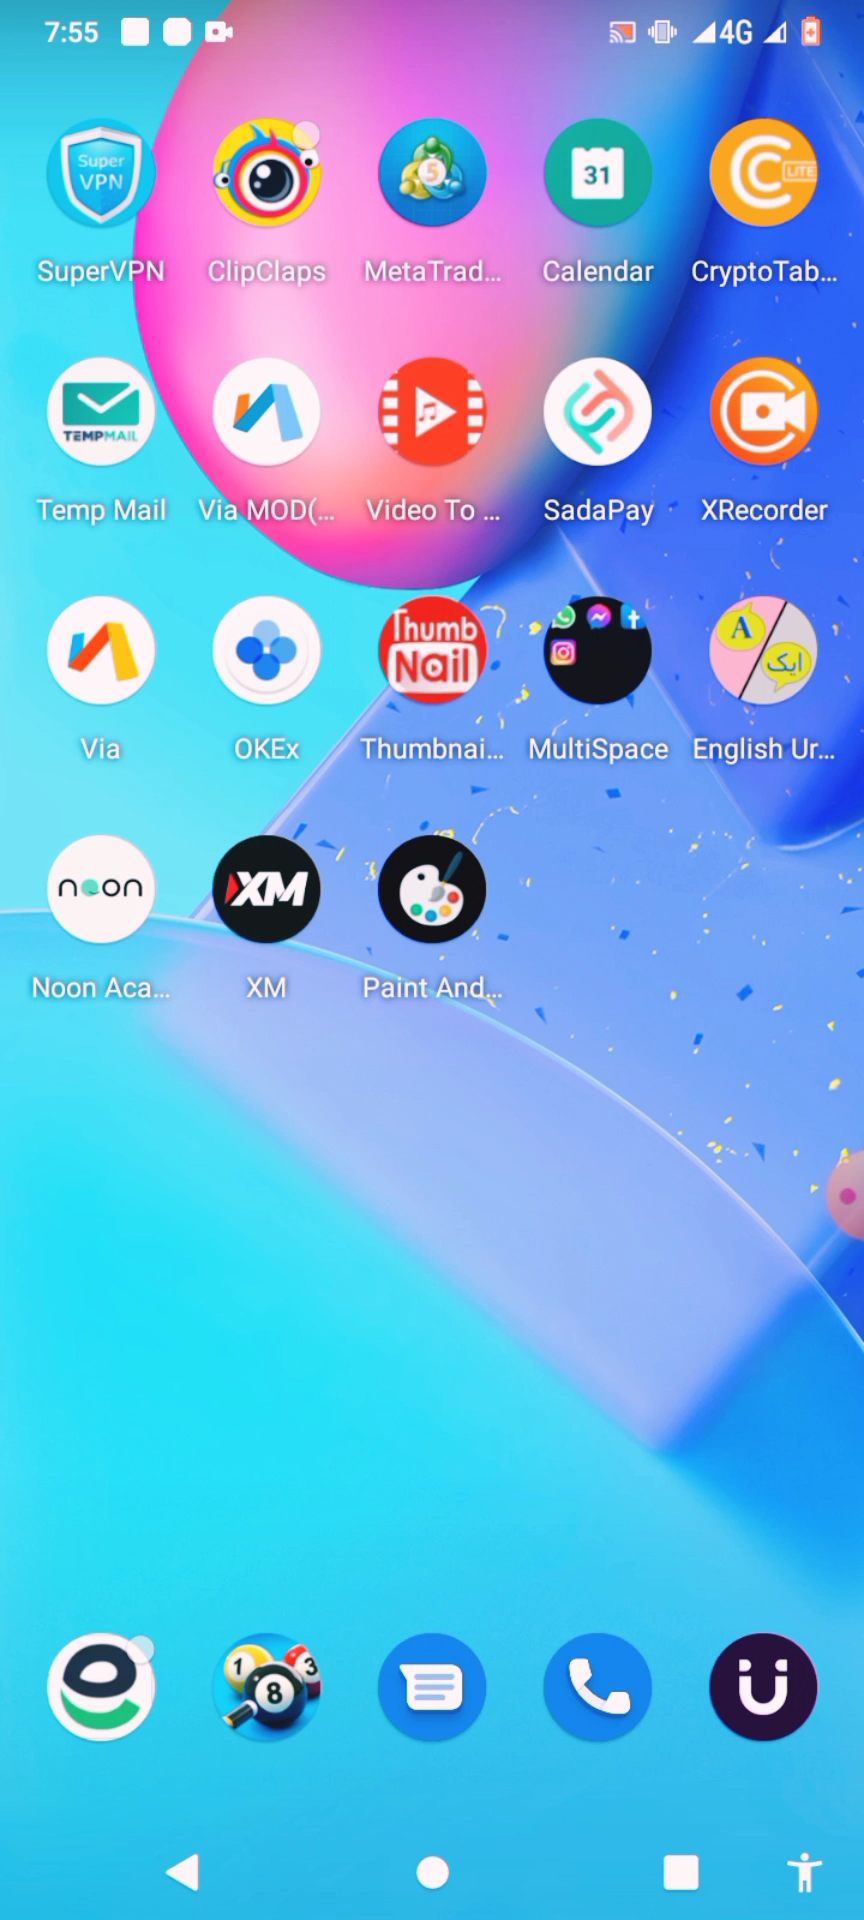 7:55 4G
Super
VPN
5
31
LITE
SuperVPN ClipClaps MetaTrad... Calendar CryptoTab...
TEMPMAIL
Temp Mail Via MOD(... Video To ... SadaPay XRecorder
Thumb
Nail
A
ایک
Via OKEx Thumbnai... MultiSpace English Ur...
noon XM
Noon Aca... XM Paint And...
1 3
8